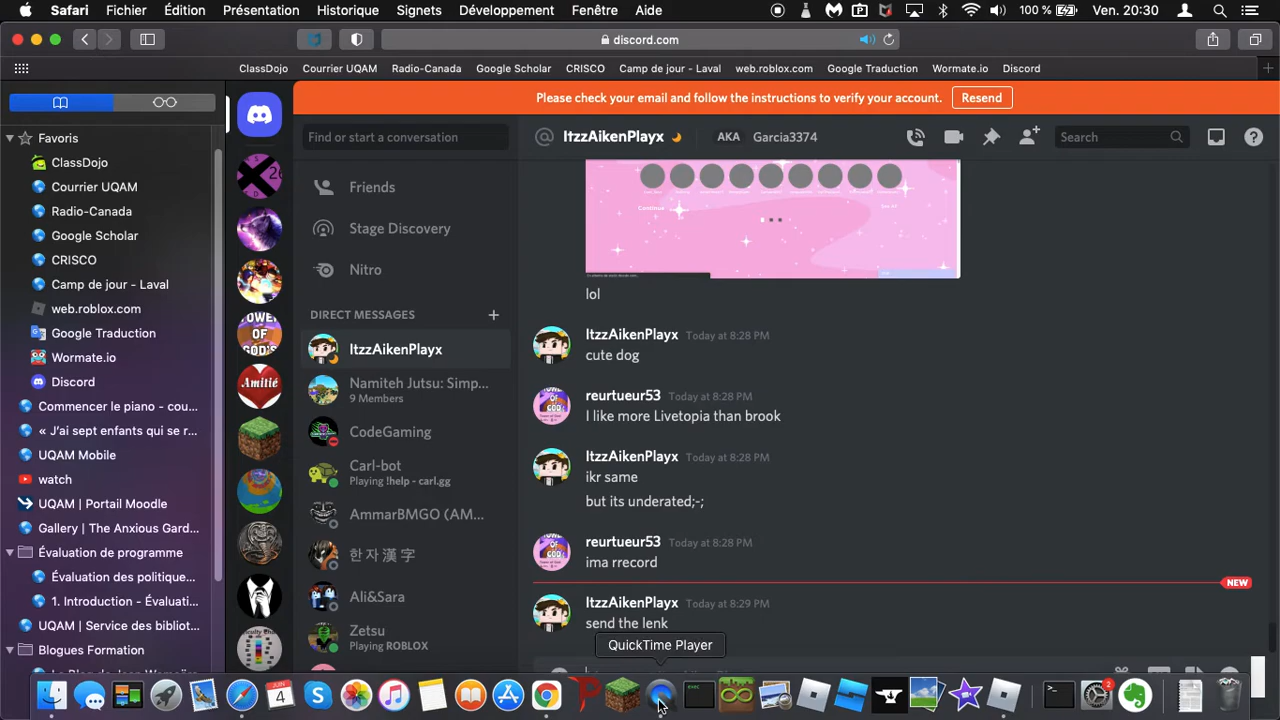 Safari Fichier Édition Présentation Historique Signets Développement Fenêtre Aide 100 % Ven. 20:30
discord.com
ClassDojo Courrier UQAM Radio-Canada Google Scholar CRISCO Camp de jour - Laval web.roblox.com Google Traduction Wormate.io Discord
Please check your email and follow the instructions to verify your account. Resend
Favoris
ClassDojo
Courrier UQAM
Radio-Canada
Google Scholar
CRISCO
Camp de jour - Laval
web.roblox.com
Google Traduction
Wormate.io
Discord
Commencer le piano - cou...
« J'ai sept enfants qui se r...
UQAM Mobile
watch
UQAM | Portail Moodle
Gallery | The Anxious Gard...
Évaluation de programme
Évaluation des politique...
1. Introduction - Évaluati...
UQAM | Service des bibliot...
Blogues Formation
Amitié
Find or start a conversation
Friends
Stage Discovery
Nitro
DIRECT MESSAGES
ItzzAikenPlayx
Namiteh Jutsu: Simp...
9 Members
CodeGaming
Carl-bot
Playing !help - carl.gg
AmmarBMGO (AM...
한 자 漢 字
Ali&Sara
Zetsu
Playing ROBLOX
@ ItzzAikenPlayx AKA Garcia3374 Search
Continue
lol
ItzzAikenPlayx Today at 8:28 PM
cute dog
reurtueur53 Today at 8:28 PM
I like more Livetopia than brook
ItzzAikenPlayx Today at 8:28 PM
ikr same
but its underated;-;
reurtueur53 Today at 8:28 PM
ima rrecord
NEW
ItzzAikenPlayx Today at 8:29 PM
send the lenk
QuickTime Player
JUIN
4
exec
2